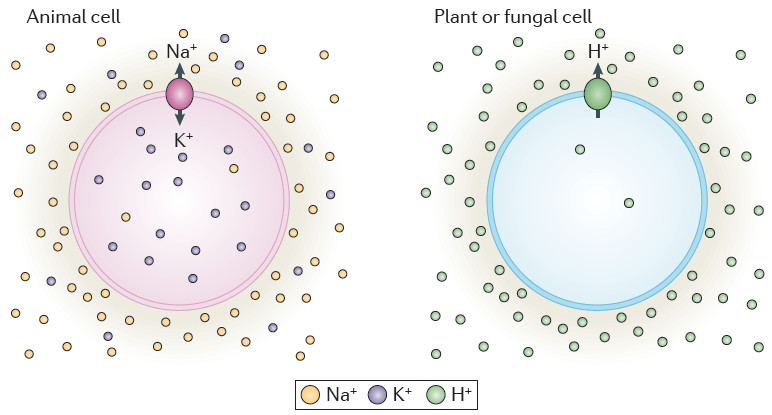 Animal cell
Na⁺
K⁺
Plant or fungal cell
H⁺
Na⁺ K⁺ H⁺